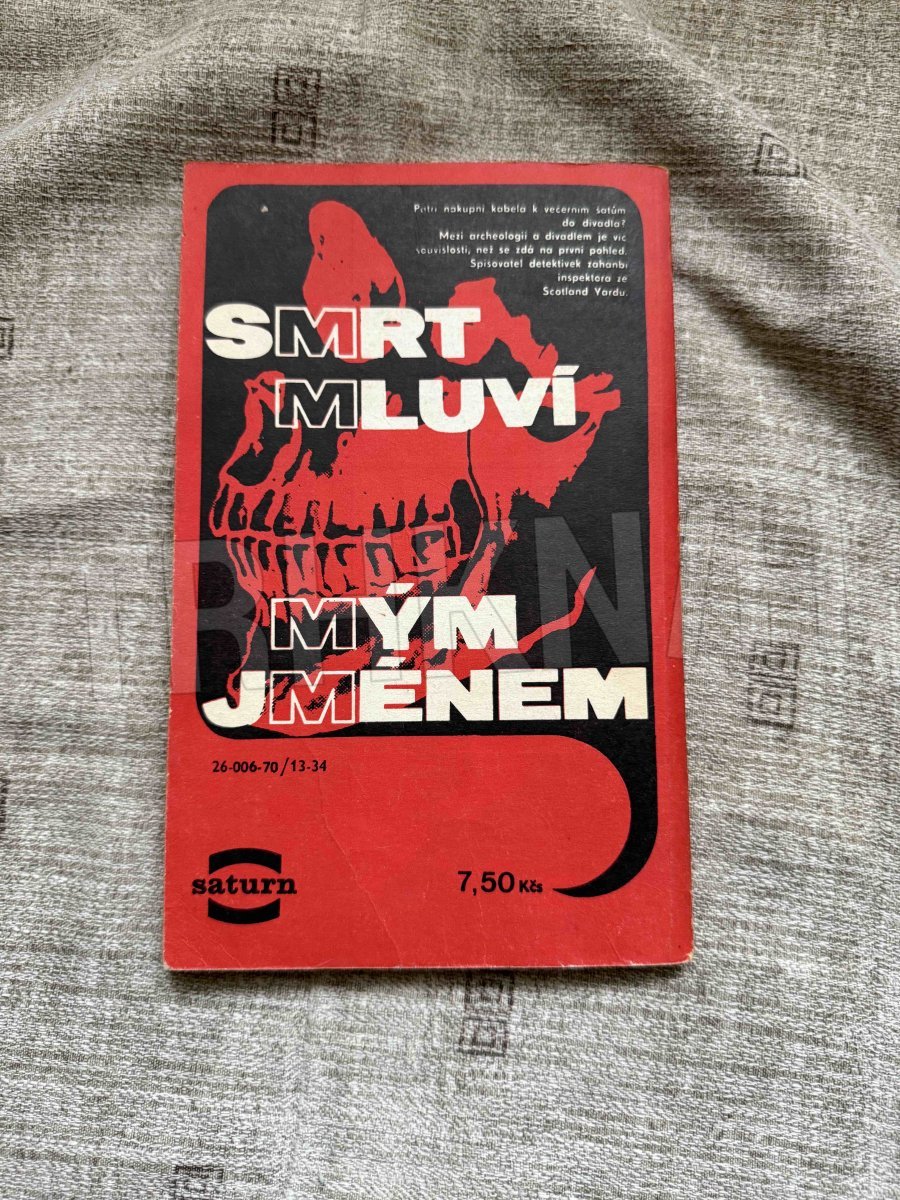 Patří nákupní kabela k večerním šatům
do divadla?
Mezi archeologií a divadlem je víc
souvislostí, než se zdá na první pohled.
Spisovatel detektivek zahanbí
inspektora ze
Scotland Yardu.
SMRT
MLUVÍ
MÝM
JMÉNEM
26-006-70/13-34
saturn
7,50 Kčs